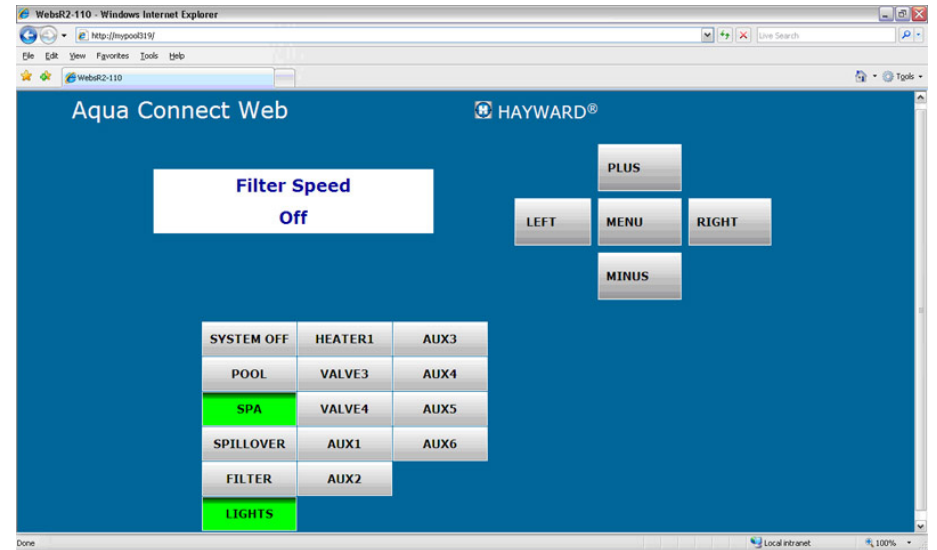 WebsR2-110 - Windows Internet Explorer
http://mypool319/
Live Search
File Edit View Favorites Tools Help
WebsR2-110
Tools
Aqua Connect Web
H HAYWARD®
Filter Speed
Off
PLUS
LEFT MENU RIGHT
MINUS
SYSTEM OFF HEATER1 AUX3
POOL VALVE3 AUX4
SPA VALVE4 AUX5
SPILLOVER AUX1 AUX6
FILTER AUX2
LIGHTS
Done Local intranet 100%